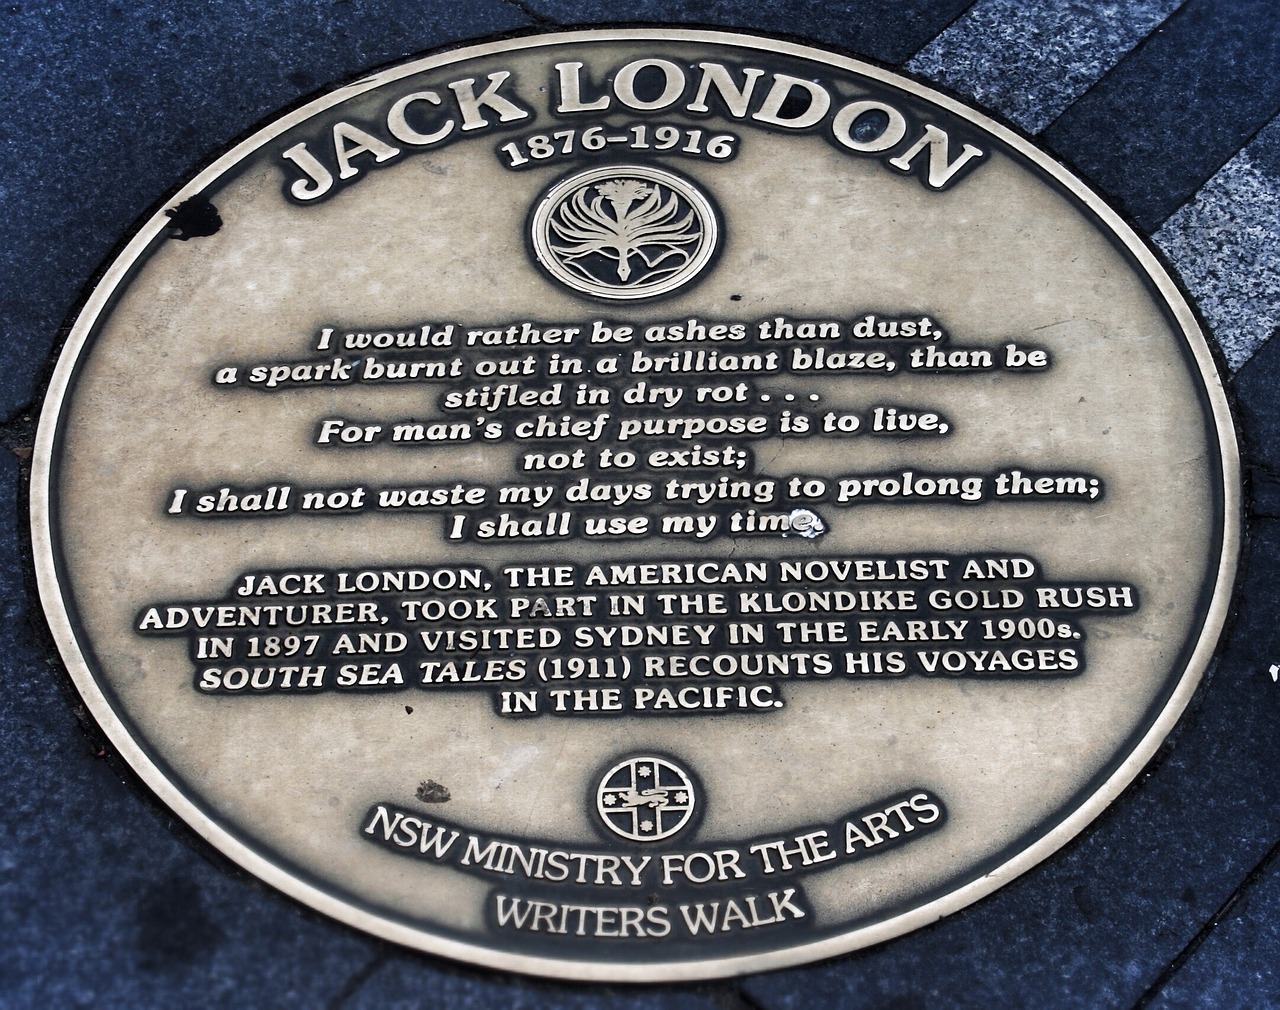 JACK LONDON
1876–1916
I would rather be ashes than dust,
a spark burnt out in a brilliant blaze, than be
stifled in dry rot . . .
For man's chief purpose is to live,
not to exist;
I shall not waste my days trying to prolong them;
I shall use my time.
JACK LONDON, THE AMERICAN NOVELIST AND
ADVENTURER, TOOK PART IN THE KLONDIKE GOLD RUSH
IN 1897 AND VISITED SYDNEY IN THE EARLY 1900s.
SOUTH SEA TALES (1911) RECOUNTS HIS VOYAGES
IN THE PACIFIC.
NSW MINISTRY FOR THE ARTS
WRITERS WALK